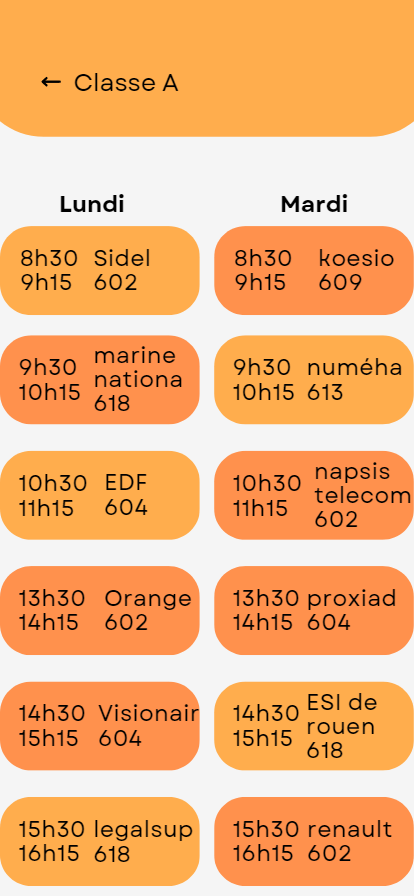 ← Classe A
Lundi
8h30 Sidel
9h15 602
marine
9h30 nationa
10h15 618
10h30 EDF
11h15 604
13h30 Orange
14h15 602
14h30 Visionair
15h15 604
15h30 legalsup
16h15 618
Mardi
8h30 koesio
9h15 609
9h30 numéha
10h15 613
napsis
10h30 telecom
11h15 602
13h30 proxiad
14h15 604
ESI de
14h30 rouen
15h15 618
15h30 renault
16h15 602